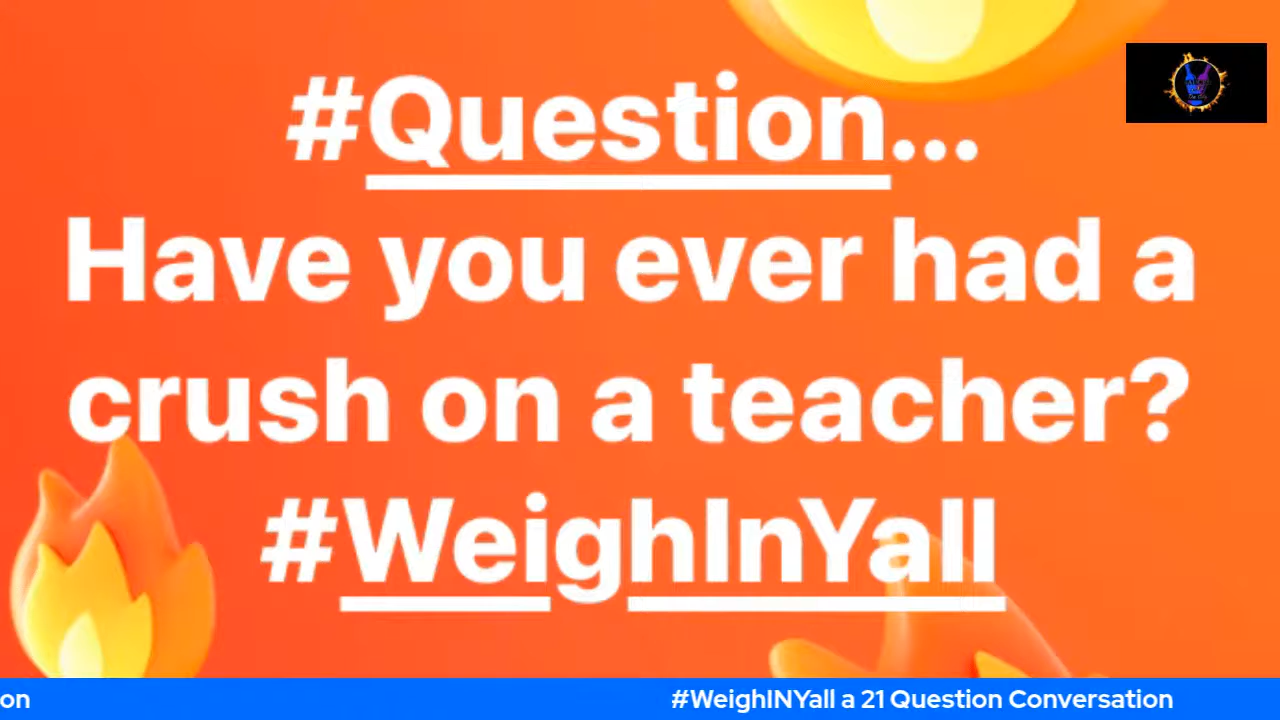 #Question...
Have you ever had a
crush on a teacher?
#WeighInYall
on
#WeighINYall a 21 Question Conversation